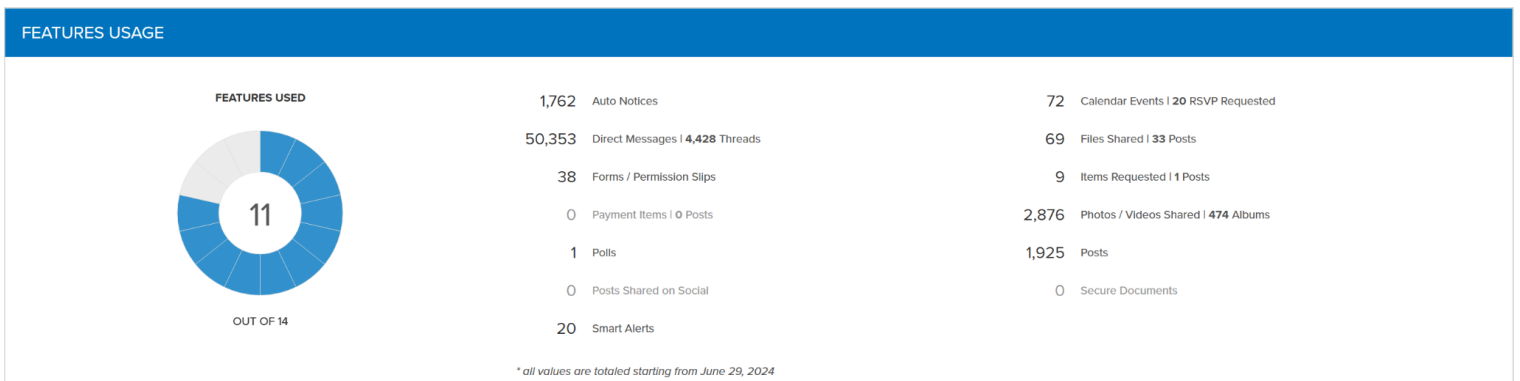 FEATURES USAGE
FEATURES USED
11
OUT OF 14
1,762 Auto Notices
50,353 Direct Messages | 4,428 Threads
38 Forms / Permission Slips
0 Payment Items | 0 Posts
1 Polls
0 Posts Shared on Social
20 Smart Alerts
72 Calendar Events | 20 RSVP Requested
69 Files Shared | 33 Posts
9 Items Requested | 1 Posts
2,876 Photos / Videos Shared | 474 Albums
1,925 Posts
0 Secure Documents
* all values are totaled starting from June 29, 2024